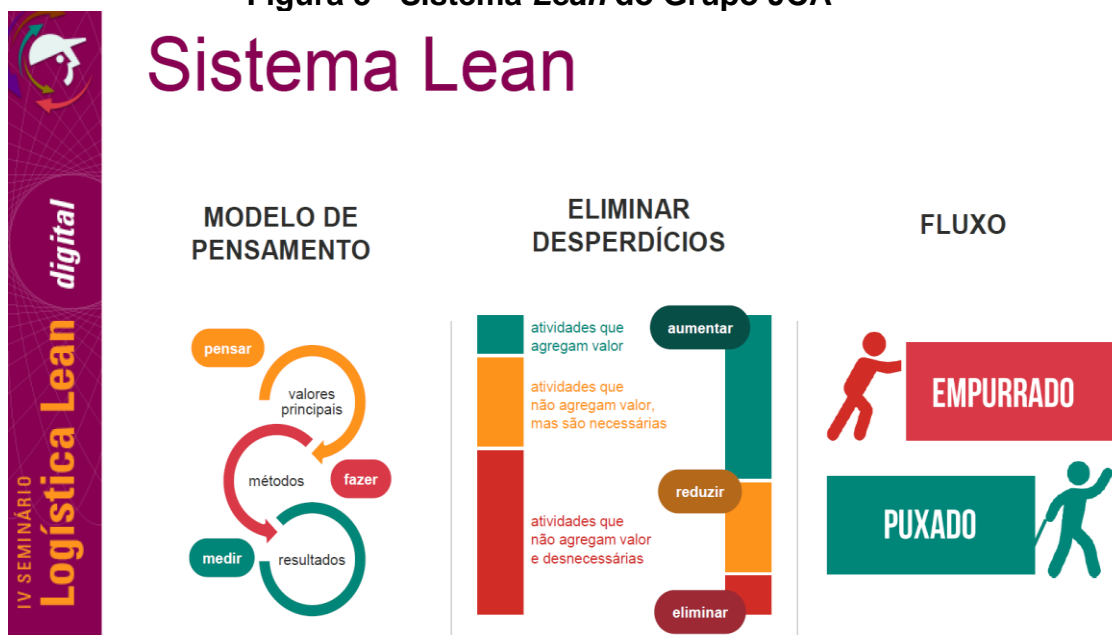 Sistema Lean do Grupo JCA
Sistema Lean
IV SEMINÁRIO
Logística Lean digital
MODELO DE
PENSAMENTO
pensar
valores
principais
métodos
fazer
medir
resultados
ELIMINAR
DESPERDÍCIOS
atividades que
agregam valor
atividades que
não agregam valor,
mas são necessárias
atividades que
não agregam valor
e desnecessárias
aumentar
reduzir
eliminar
FLUXO
EMPURRADO
PUXADO